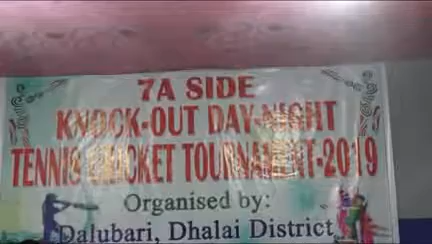 7A SIDE
KNOCK-OUT DAY-NIGHT
TENNIS CRICKET TOURNAMENT-2019
Organised by:
Dalubari, Dhalai District